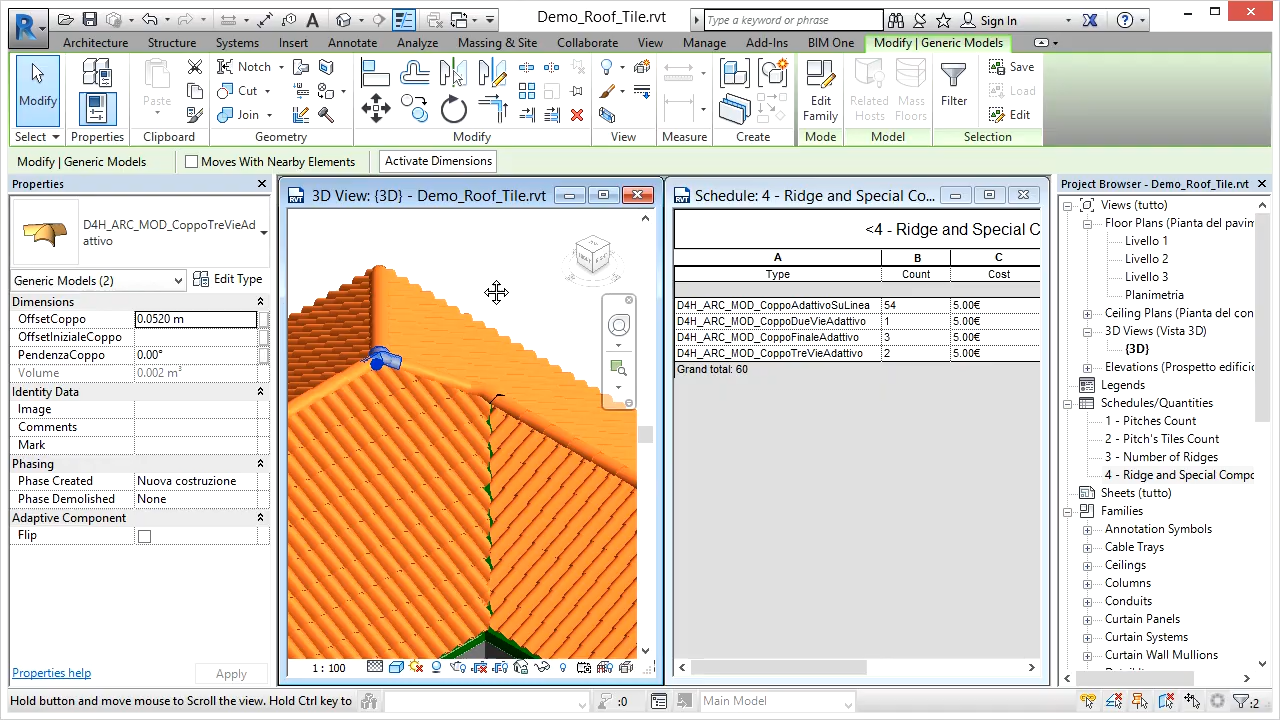 Demo_Roof_Tile.rvt
Type a keyword or phrase
Sign In
Architecture Structure Systems Insert Annotate Analyze Massing & Site Collaborate View Manage Add-Ins BIM One Modify | Generic Models
Modify
Select
Properties
Paste
Clipboard
Notch
Cut
Join
Geometry
Modify
View
Measure
Create
Edit Family
Mode
Related Hosts
Mass Floors
Model
Filter
Save
Load
Edit
Selection
Modify | Generic Models
Moves With Nearby Elements
Activate Dimensions
Properties
D4H_ARC_MOD_CoppoTreVieAd
attivo
Generic Models (2)
Edit Type
Dimensions
OffsetCoppo 0.0520 m
OffsetInizialeCoppo
PendenzaCoppo 0.00°
Volume 0.002 m³
Identity Data
Image
Comments
Mark
Phasing
Phase Created Nuova costruzione
Phase Demolished None
Adaptive Component
Flip
Properties help
Apply
3D View: {3D} - Demo_Roof_Tile.rvt
1 : 100
Schedule: 4 - Ridge and Special Co...
<4 - Ridge and Special C
A B C
Type Count Cost
D4H_ARC_MOD_CoppoAdattivoSuLinea 54 5.00€
D4H_ARC_MOD_CoppoDueVieAdattivo 1 5.00€
D4H_ARC_MOD_CoppoFinaleAdattivo 3 5.00€
D4H_ARC_MOD_CoppoTreVieAdattivo 2 5.00€
Grand total: 60
Project Browser - Demo_Roof_Tile.rvt
Views (tutto)
Floor Plans (Pianta del pavim
Livello 1
Livello 2
Livello 3
Planimetria
Ceiling Plans (Pianta del con
3D Views (Vista 3D)
{3D}
Elevations (Prospetto edificio
Legends
Schedules/Quantities
1 - Pitches Count
2 - Pitch's Tiles Count
3 - Number of Ridges
4 - Ridge and Special Compo
Sheets (tutto)
Families
Annotation Symbols
Cable Trays
Ceilings
Columns
Conduits
Curtain Panels
Curtain Systems
Curtain Wall Mullions
Hold button and move mouse to Scroll the view. Hold Ctrl key to
:0
Main Model
:2